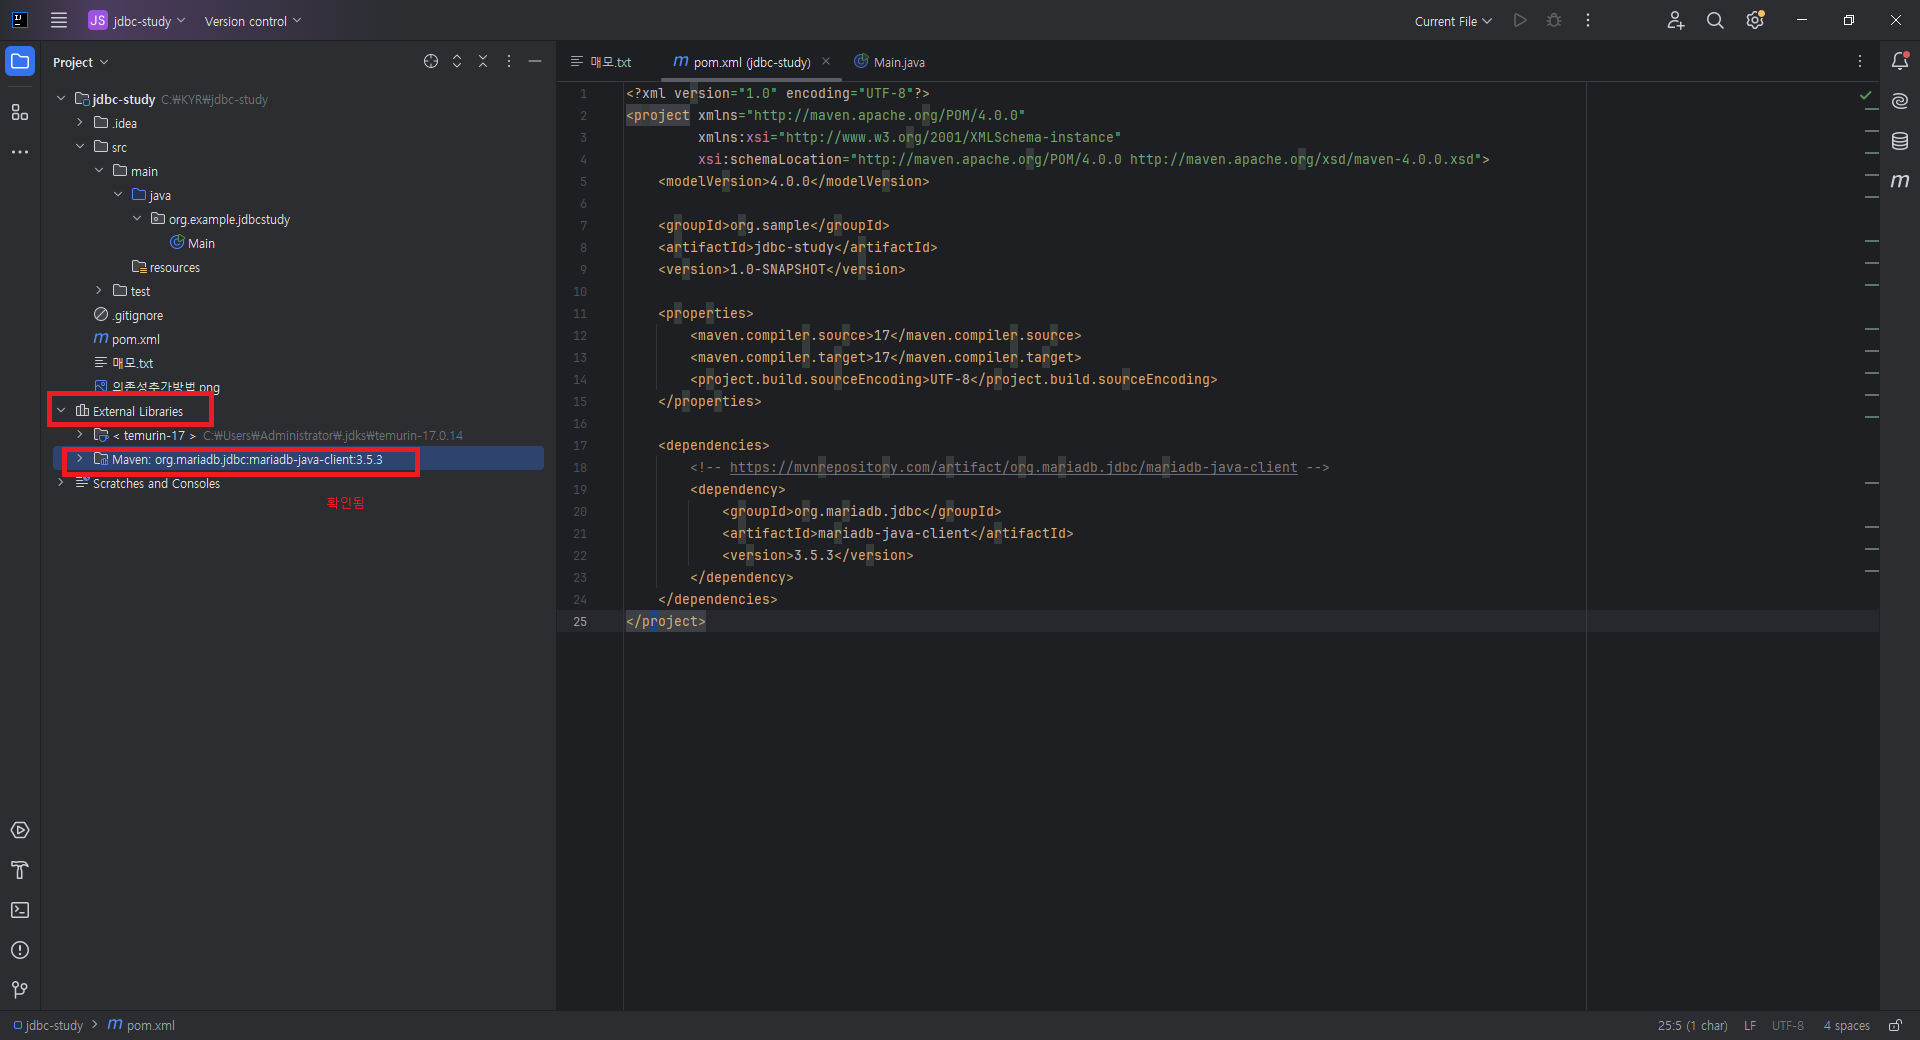 JS jdbc-study Version control Current File
Project
jdbc-study C:₩KYR₩jdbc-study
.idea
src
main
java
org.example.jdbcstudy
Main
resources
test
.gitignore
pom.xml
매모.txt
의존성추가방법.png
External Libraries
< temurin-17 > C:₩Users₩Administrator₩.jdks₩temurin-17.0.14
Maven: org.mariadb.jdbc:mariadb-java-client:3.5.3
Scratches and Consoles
확인됨
매모.txt pom.xml (jdbc-study) Main.java
1 <?xml version="1.0" encoding="UTF-8"?>
2 <project xmlns="http://maven.apache.org/POM/4.0.0"
3 xmlns:xsi="http://www.w3.org/2001/XMLSchema-instance"
4 xsi:schemaLocation="http://maven.apache.org/POM/4.0.0 http://maven.apache.org/xsd/maven-4.0.0.xsd">
5 <modelVersion>4.0.0</modelVersion>
6
7 <groupId>org.sample</groupId>
8 <artifactId>jdbc-study</artifactId>
9 <version>1.0-SNAPSHOT</version>
10
11 <properties>
12 <maven.compiler.source>17</maven.compiler.source>
13 <maven.compiler.target>17</maven.compiler.target>
14 <project.build.sourceEncoding>UTF-8</project.build.sourceEncoding>
15 </properties>
16
17 <dependencies>
18 <!-- https://mvnrepository.com/artifact/org.mariadb.jdbc/mariadb-java-client -->
19 <dependency>
20 <groupId>org.mariadb.jdbc</groupId>
21 <artifactId>mariadb-java-client</artifactId>
22 <version>3.5.3</version>
23 </dependency>
24 </dependencies>
25 </project>
jdbc-study > pom.xml 25:5 (1 char) LF UTF-8 4 spaces